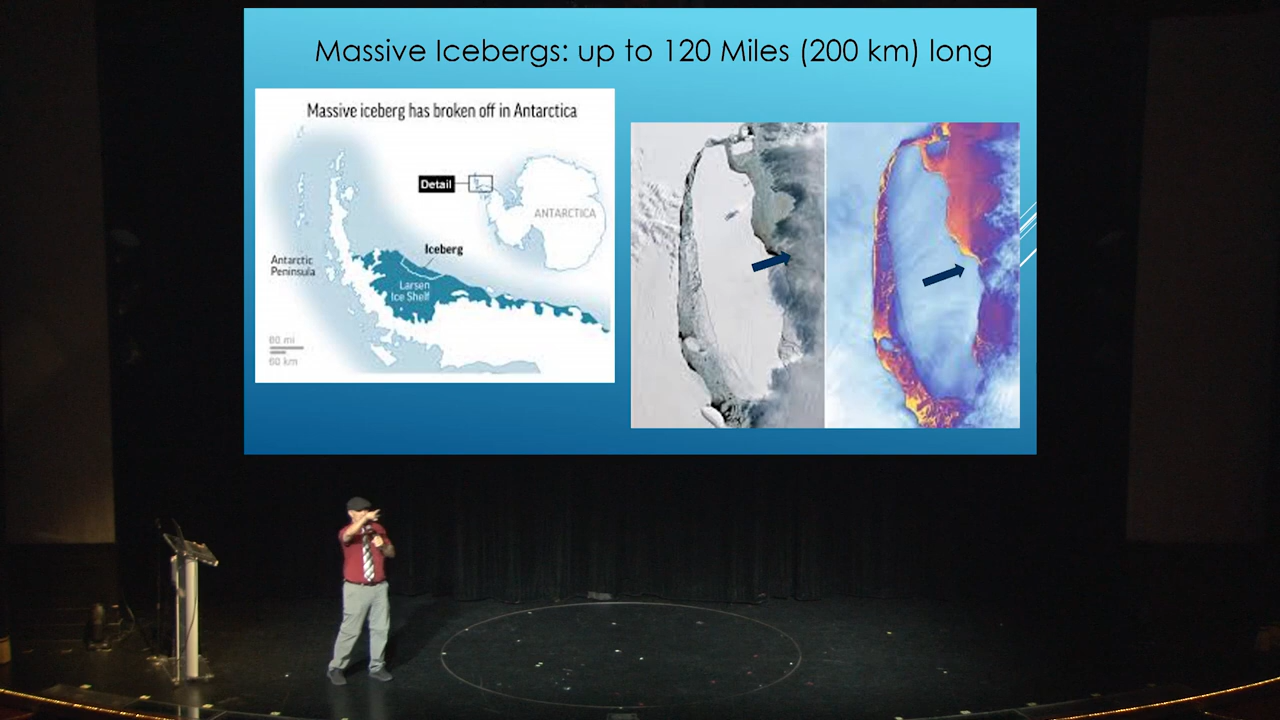 Massive Icebergs: up to 120 Miles (200 km) long
Massive iceberg has broken off in Antarctica
Detail
ANTARCTICA
Iceberg
Antarctic
Peninsula
Larsen
Ice Shelf
60 mi
60 km